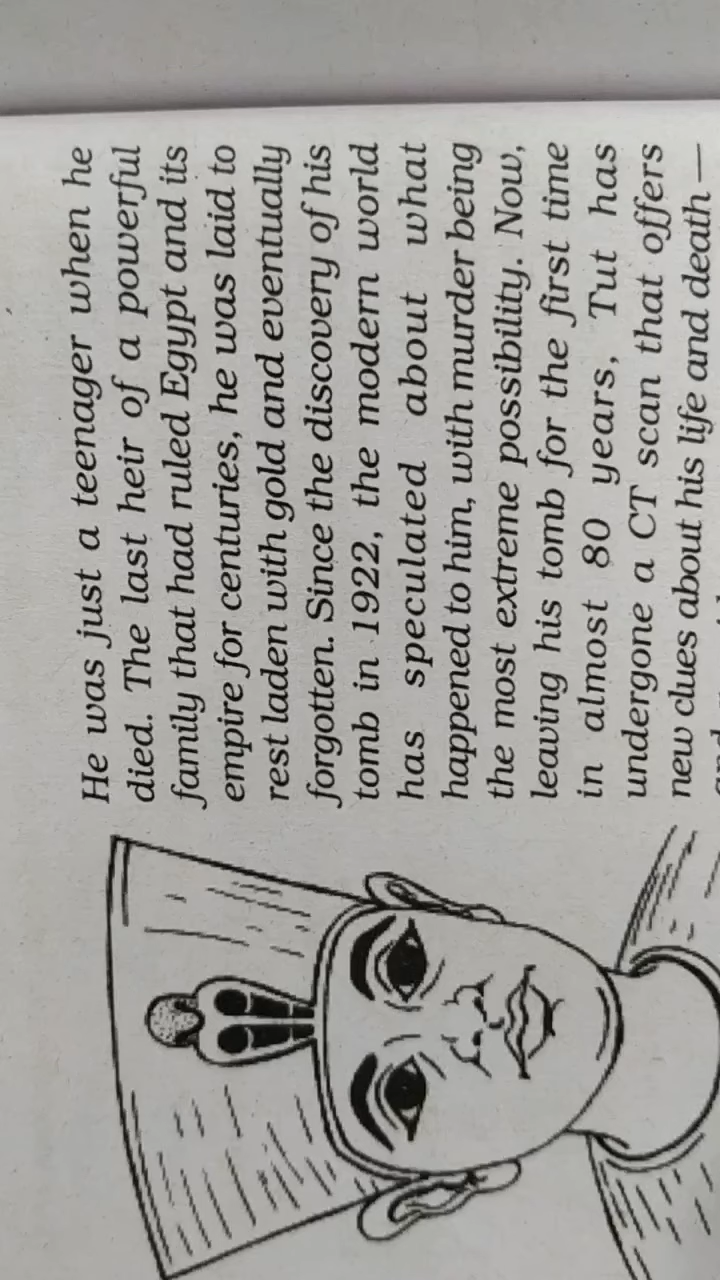 He was just a teenager when he
died. The last heir of a powerful
family that had ruled Egypt and its
empire for centuries, he was laid to
rest laden with gold and eventually
forgotten. Since the discovery of his
tomb in 1922, the modern world
has speculated about what
happened to him, with murder being
the most extreme possibility. Now,
leaving his tomb for the first time
in almost 80 years, Tut has
undergone a CT scan that offers
new clues about his life and death —